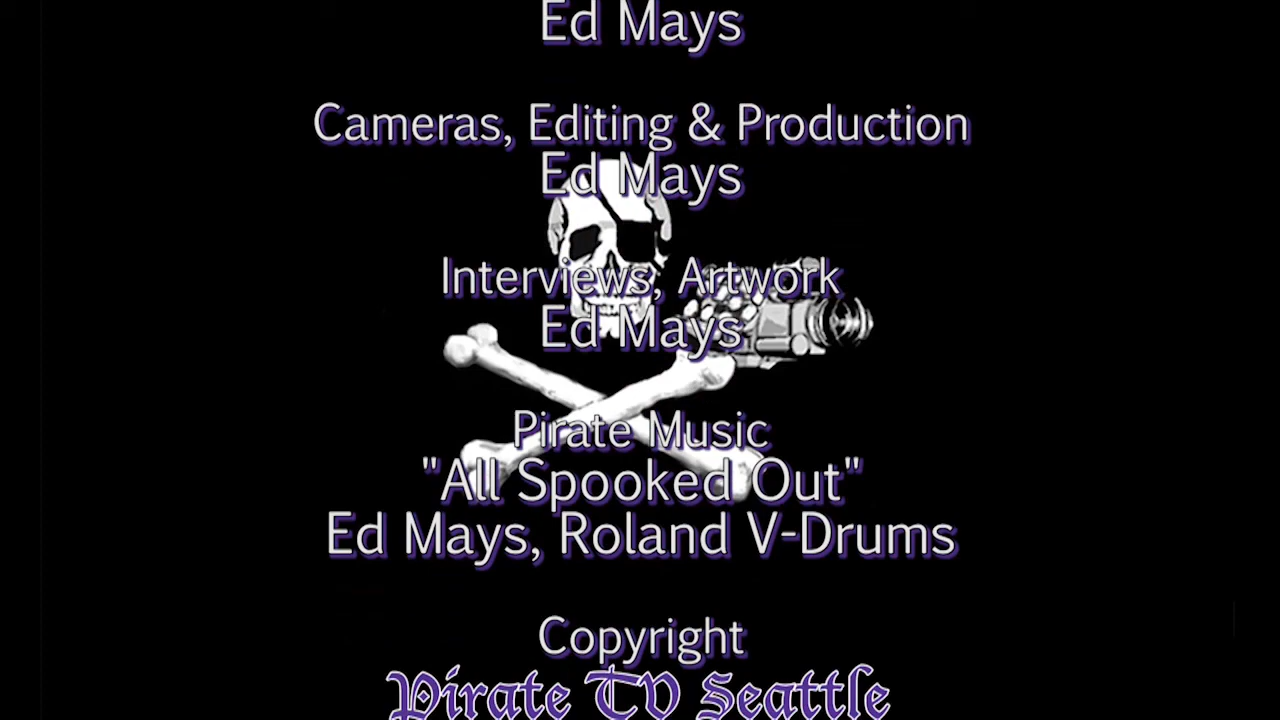 Ed Mays
Cameras, Editing & Production
Ed Mays
Interviews, Artwork
Ed Mays
Pirate Music
"All Spooked Out"
Ed Mays, Roland V-Drums
Copyright
Pirate TV Seattle